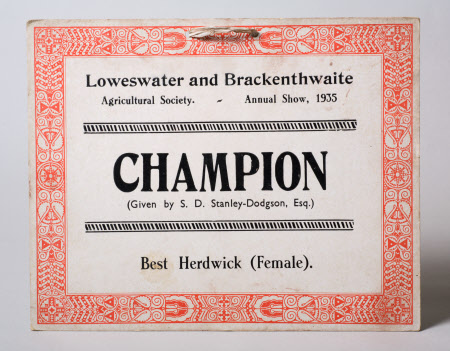 Loweswater and Brackenthwaite
Agricultural Society. - Annual Show, 1935
CHAMPION
(Given by S. D. Stanley-Dodgson, Esq.)
Best Herdwick (Female).